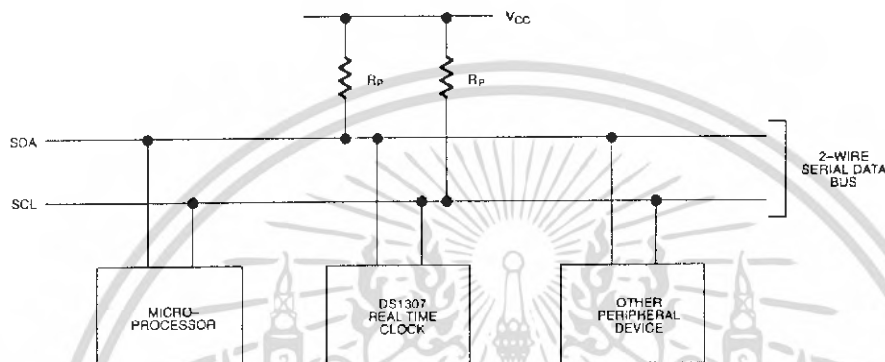 VCC
RP RP
SDA
2-WIRE
SERIAL DATA
BUS
SCL
MICRO-
PROCESSOR
DS1307
REAL TIME
CLOCK
OTHER
PERIPHERAL
DEVICE